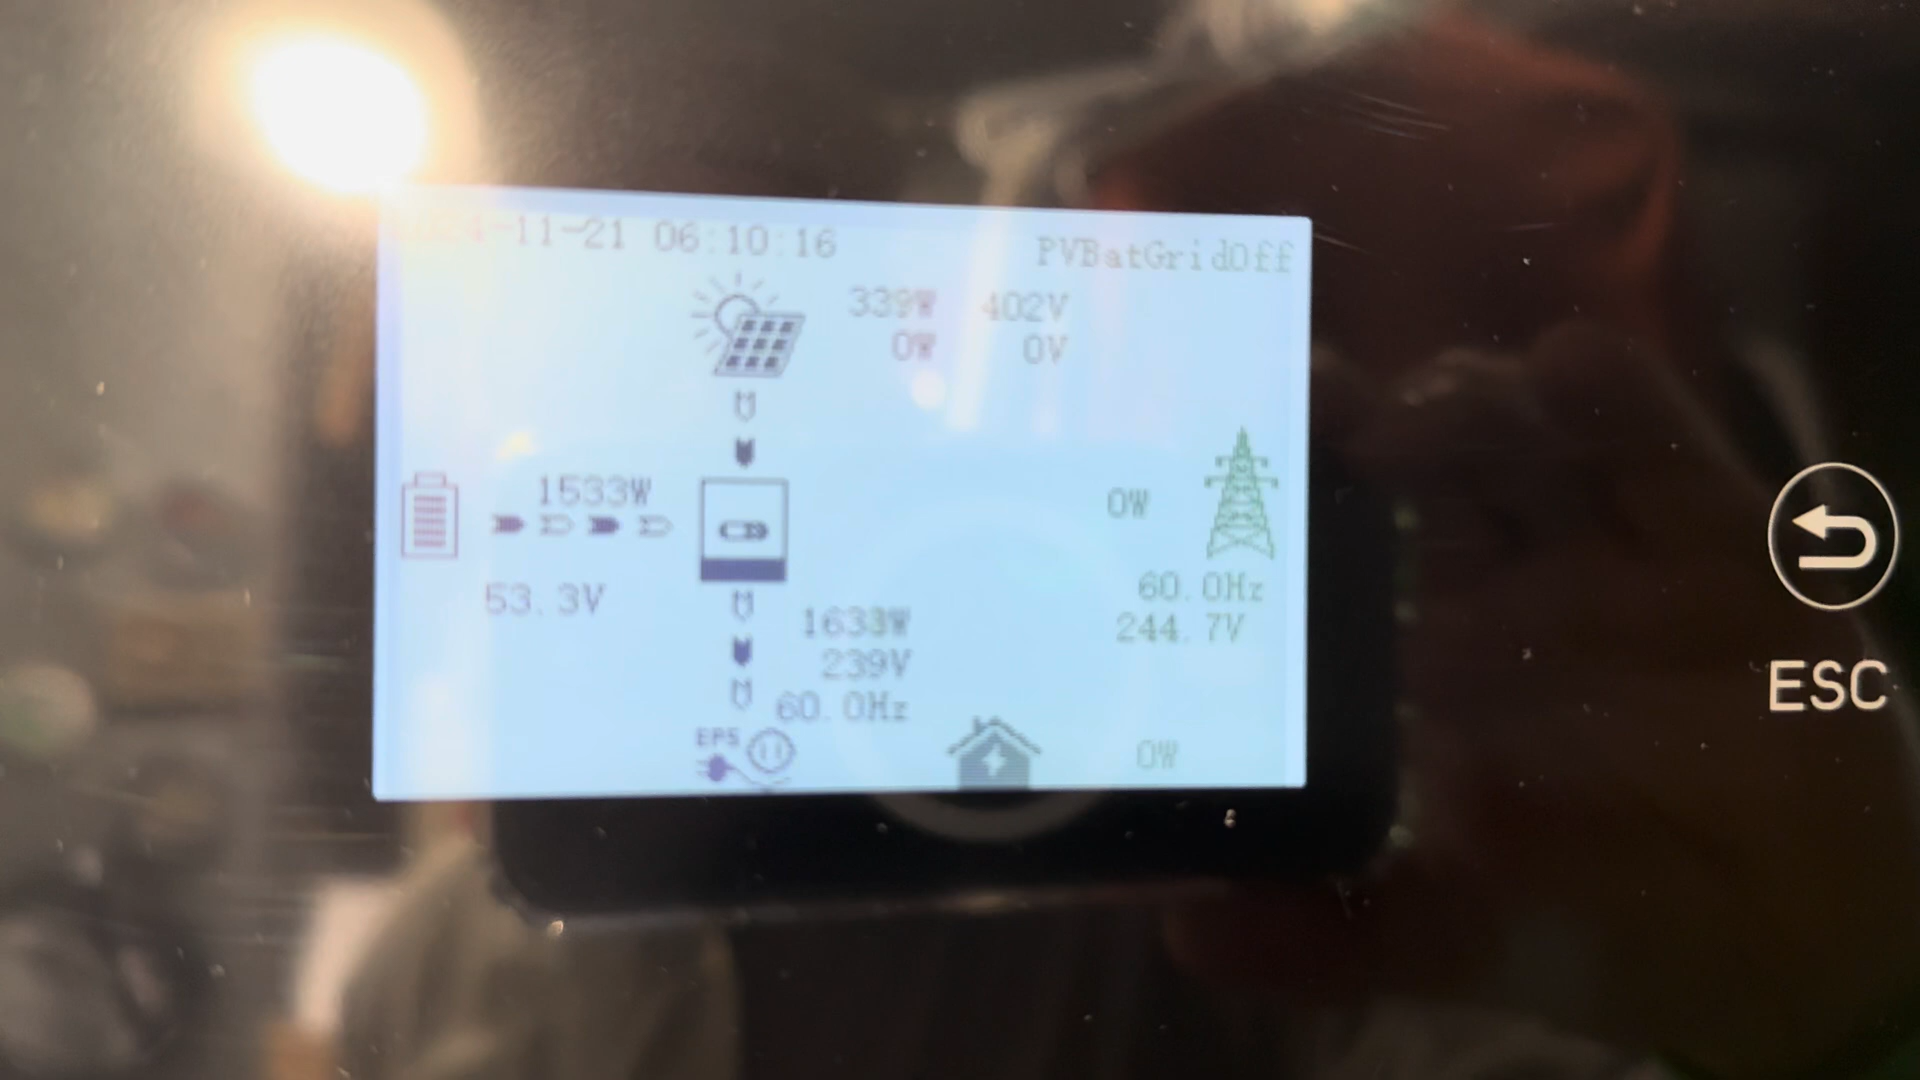 2024-11-21 06:10:16
PVBatGridOff
339W 402V
0W 0V
1533W
53.3V
0W
60.0Hz
244.7V
1633W
239V
60.0Hz
EPS
0W
ESC